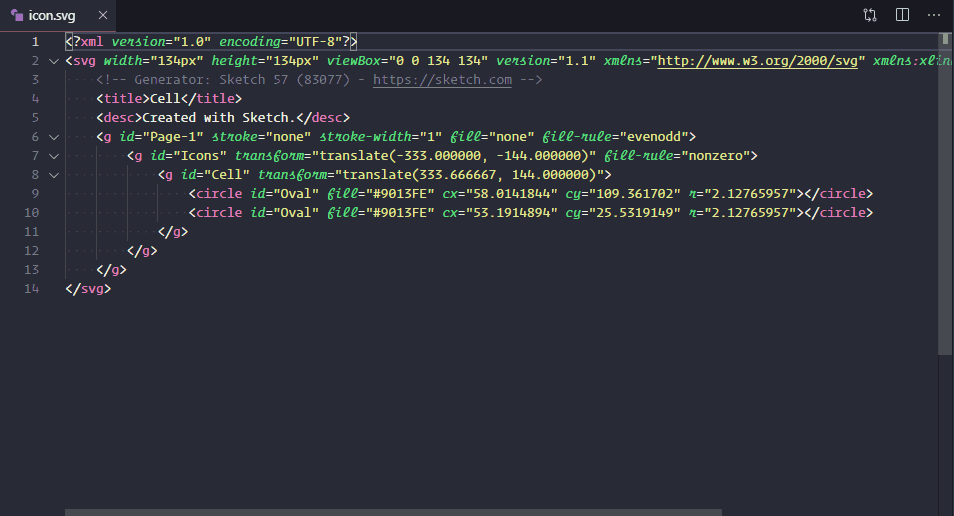 icon.svg
1 <?xml version="1.0" encoding="UTF-8"?>
2 <svg width="134px" height="134px" viewBox="0 0 134 134" version="1.1" xmlns="http://www.w3.org/2000/svg" xmlns:xlin
3 <!-- Generator: Sketch 57 (83077) - https://sketch.com -->
4 <title>Cell</title>
5 <desc>Created with Sketch.</desc>
6 <g id="Page-1" stroke="none" stroke-width="1" fill="none" fill-rule="evenodd">
7 <g id="Icons" transform="translate(-333.000000, -144.000000)" fill-rule="nonzero">
8 <g id="Cell" transform="translate(333.666667, 144.000000)">
9 <circle id="Oval" fill="#9013FE" cx="58.0141844" cy="109.361702" r="2.12765957"></circle>
10 <circle id="Oval" fill="#9013FE" cx="53.1914894" cy="25.5319149" r="2.12765957"></circle>
11 </g>
12 </g>
13 </g>
14 </svg>